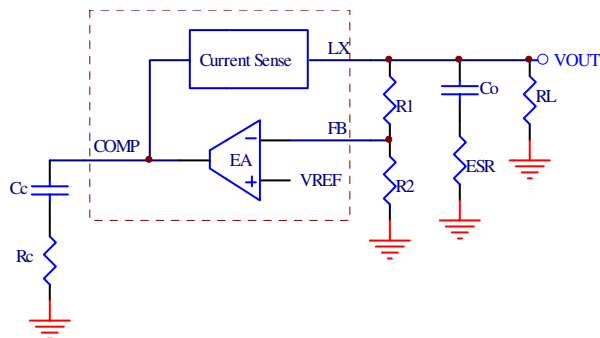 LX
Current Sense
VOUT
R1
Co
RL
COMP
FB
EA
VREF
R2
ESR
Cc
Rc